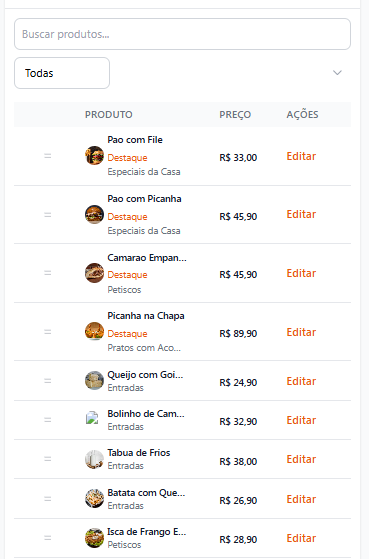 Buscar produtos...
Todas
PRODUTO PREÇO AÇÕES
Pao com File
Destaque
Especiais da Casa
R$ 33,00
Editar
Pao com Picanha
Destaque
Especiais da Casa
R$ 45,90
Editar
Camarao Empan...
Destaque
Petiscos
R$ 45,90
Editar
Picanha na Chapa
Destaque
Pratos com Aco...
R$ 89,90
Editar
Queijo com Goi...
Entradas
R$ 24,90
Editar
Bolinho de Cam...
Entradas
R$ 32,90
Editar
Tabua de Frios
Entradas
R$ 38,00
Editar
Batata com Que...
Entradas
R$ 26,90
Editar
Isca de Frango E...
Petiscos
R$ 28,90
Editar